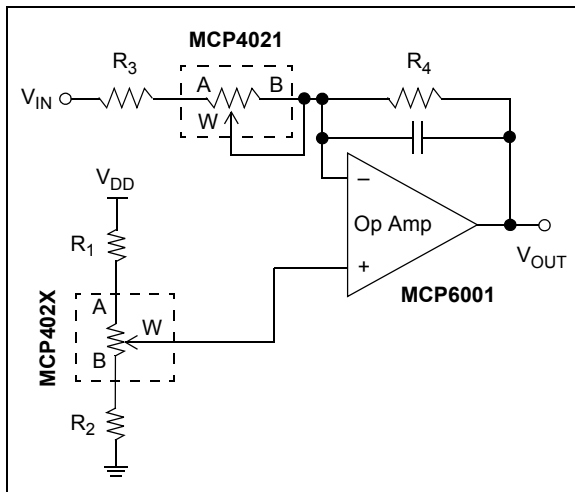 MCP4021
R3
R4
A
B
VIN
W
VDD
–
Op Amp
R1
+
VOUT
MCP6001
A
W
B
MCP402X
R2